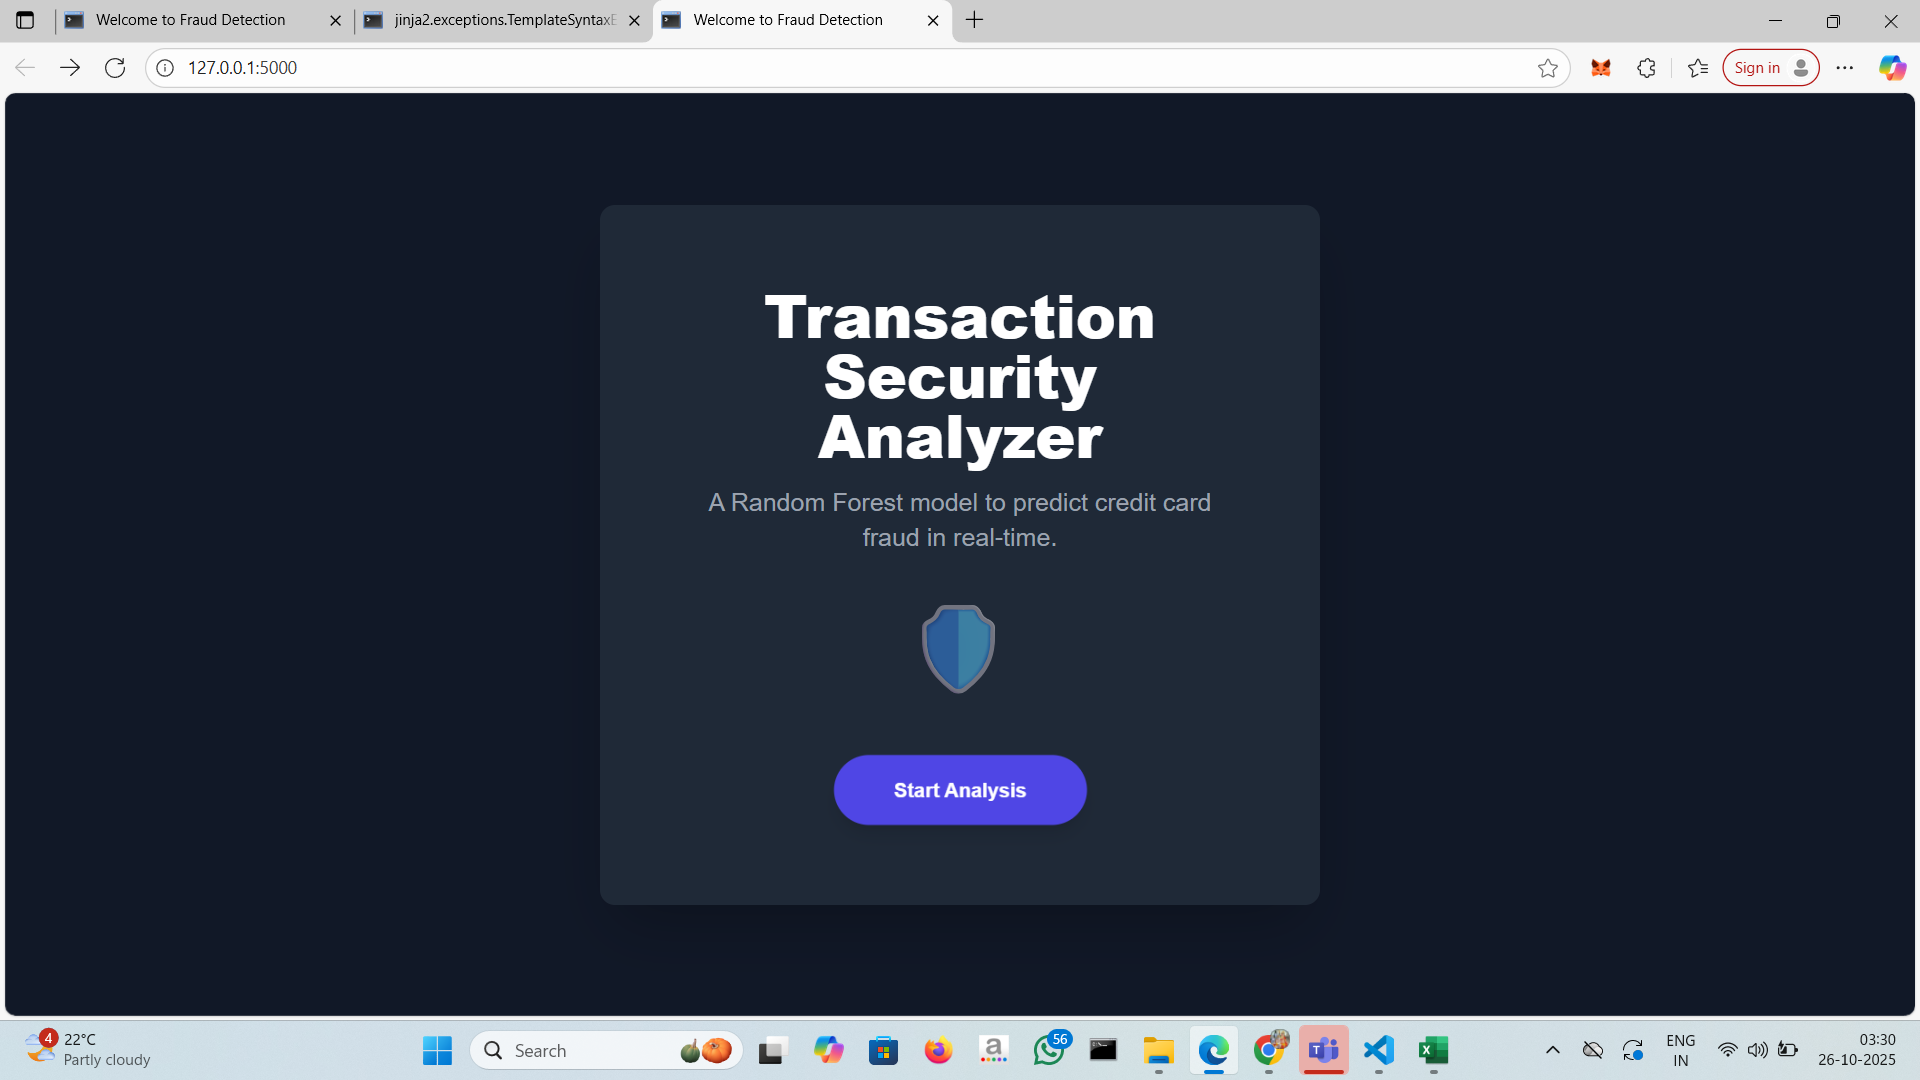 Welcome to Fraud Detection
jinja2.exceptions.TemplateSyntaxE
Welcome to Fraud Detection
127.0.0.1:5000
Sign in
Transaction
Security
Analyzer
A Random Forest model to predict credit card
fraud in real-time.
Start Analysis
4
22°C
Partly cloudy
Search
a
56
ENG
IN
03:30
26-10-2025